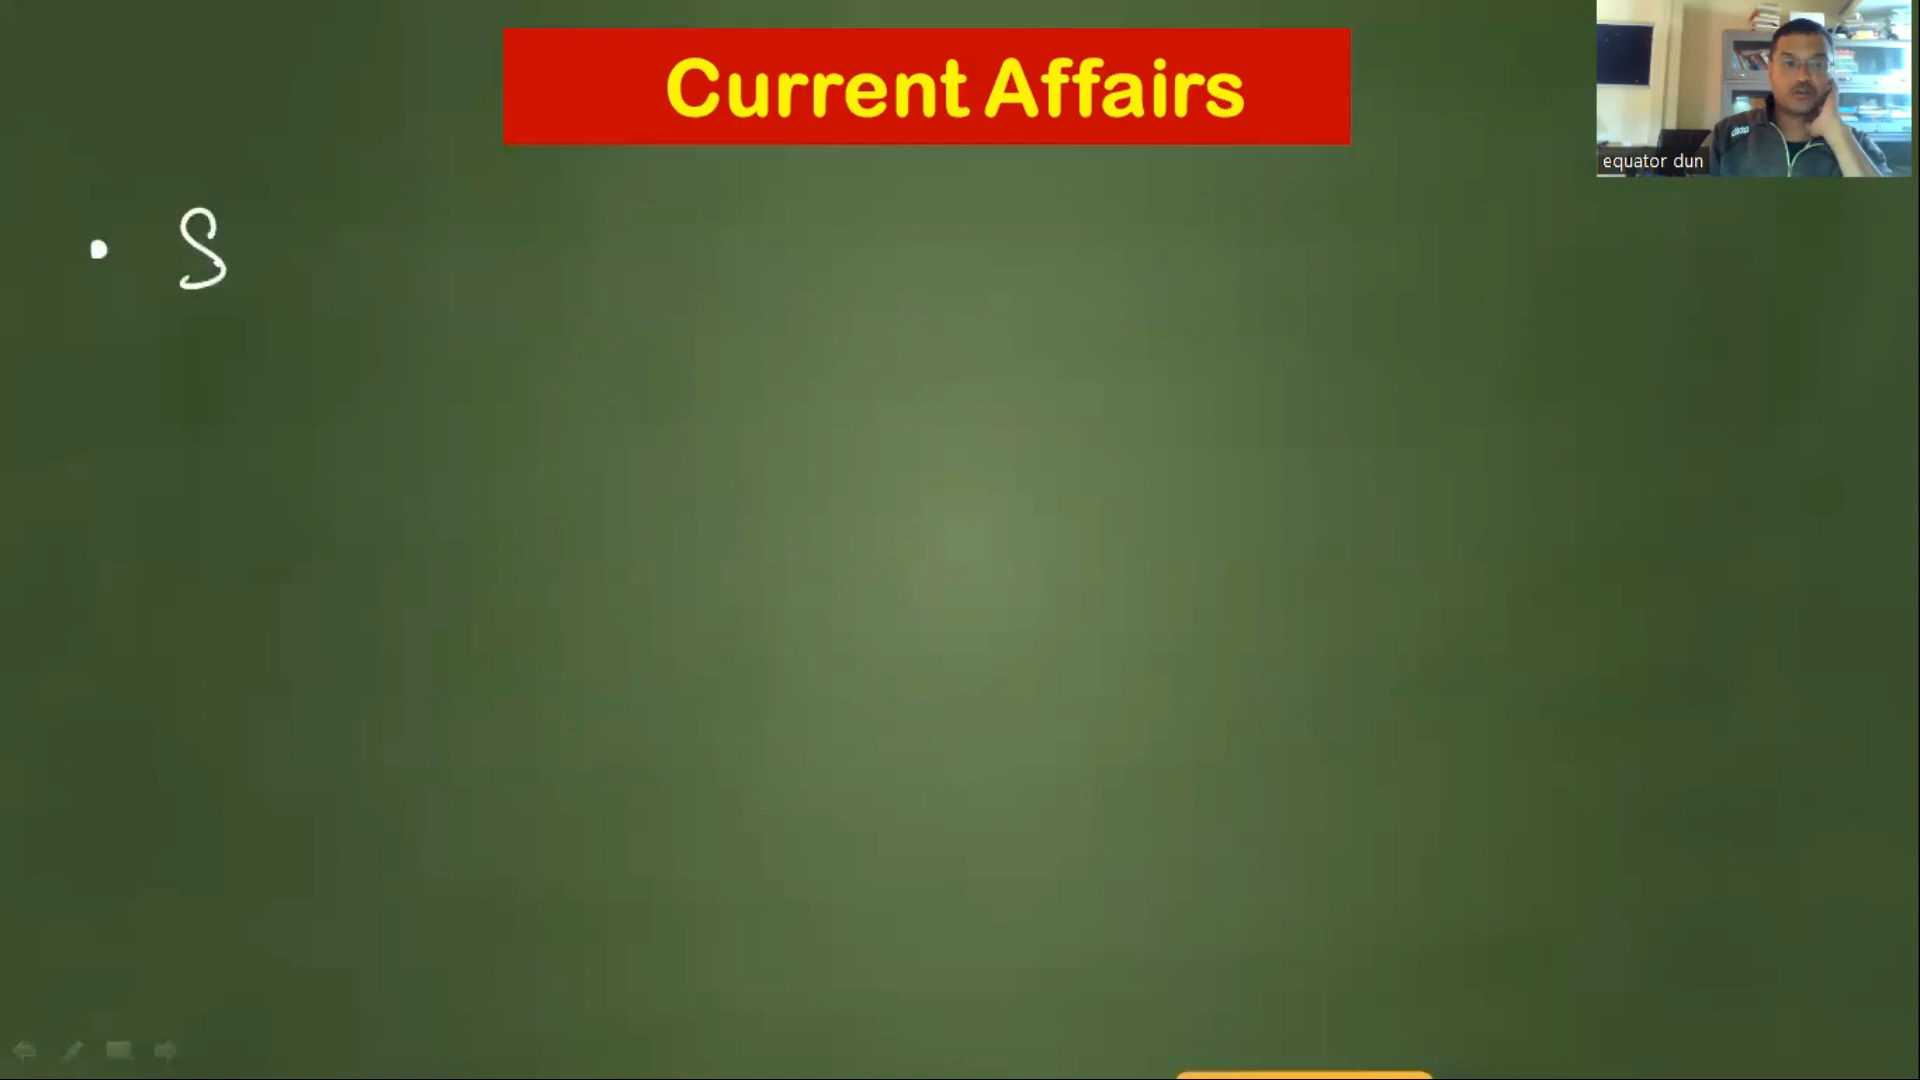 Current Affairs
equator dun
• S